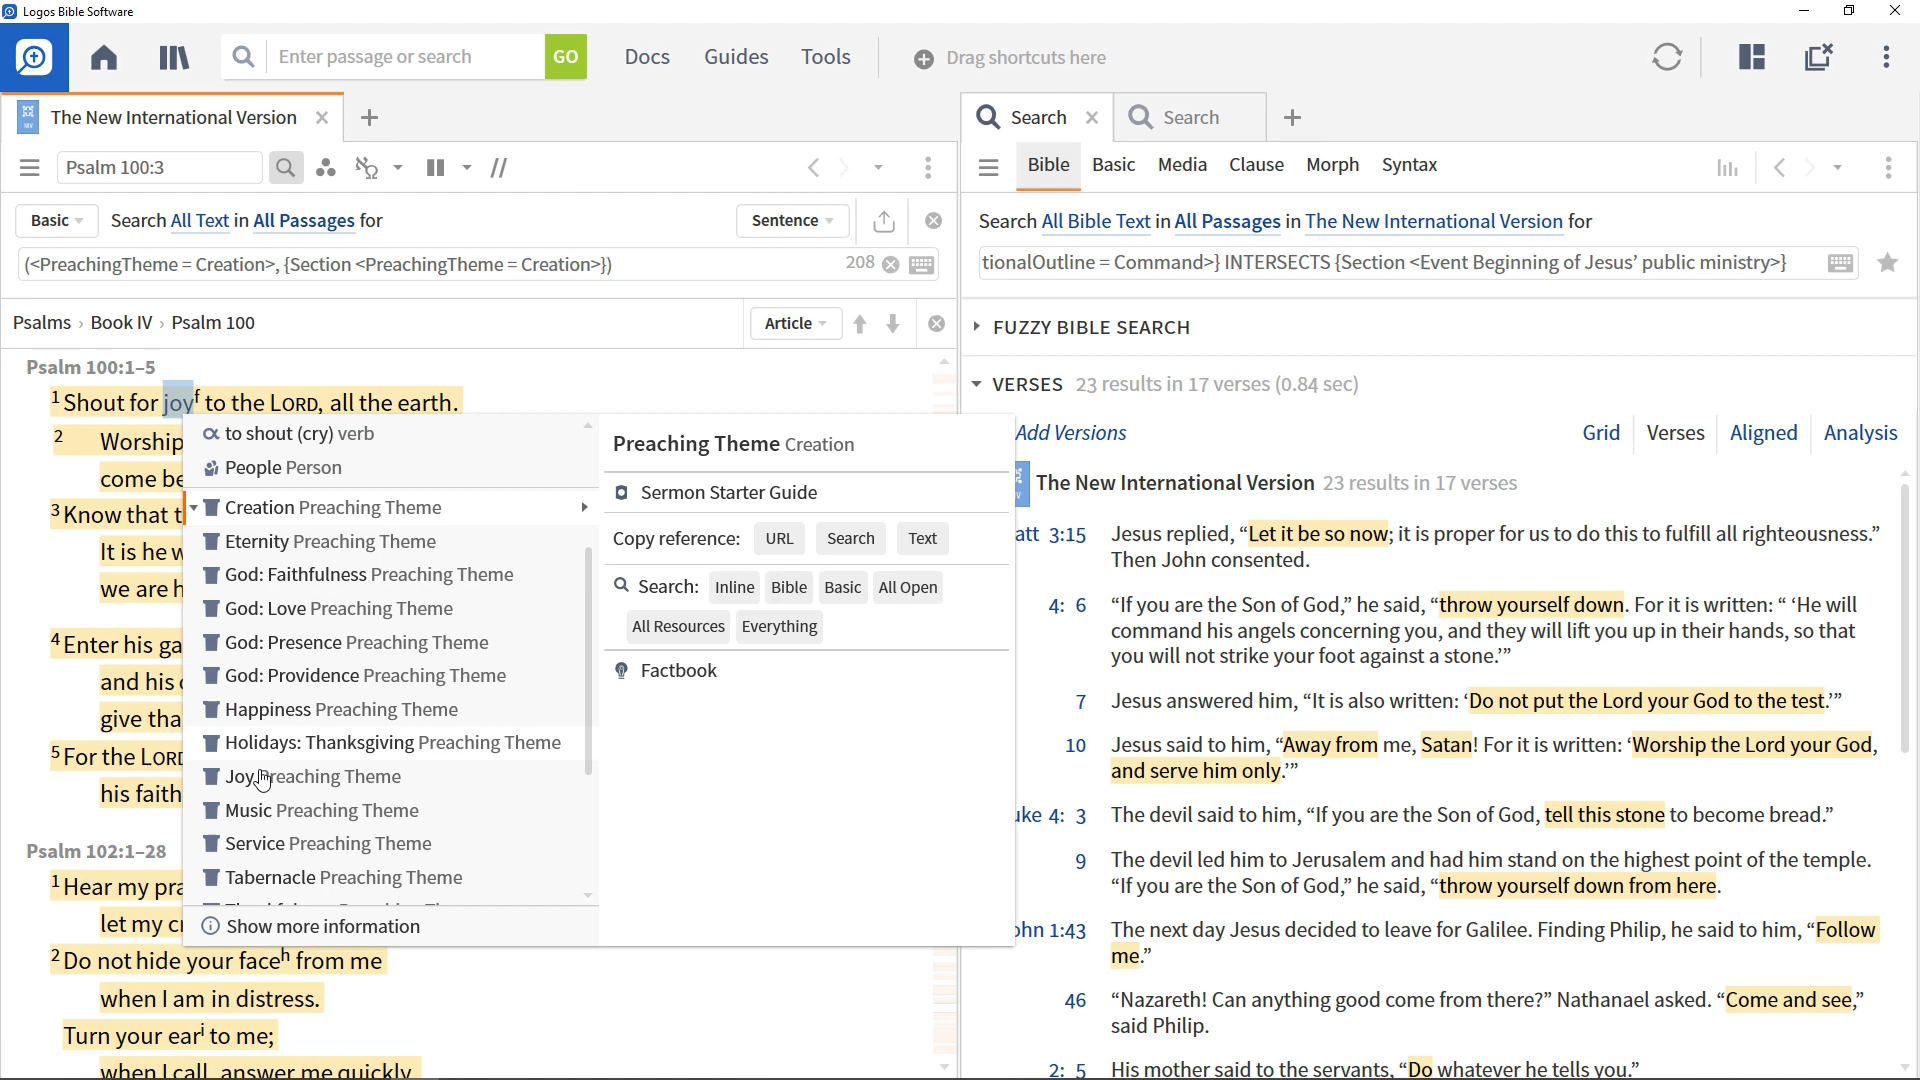 Logos Bible Software
Enter passage or search
GO
Docs
Guides
Tools
Drag shortcuts here
The New International Version
Psalm 100:3
Basic
Search All Text in All Passages for
Sentence
(<PreachingTheme = Creation>, {Section <PreachingTheme = Creation>})
208
Psalms › Book IV › Psalm 100
Article
Psalm 100:1–5
1 Shout for joyf to the LORD, all the earth.
2 Worship
come be
3 Know that t
It is he w
we are h
4 Enter his ga
and his
give tha
5 For the LORD
his faith
Psalm 102:1–28
1 Hear my pra
let my cr
2 Do not hide your faceh from me
when I am in distress.
Turn your eari to me;
when I call, answer me quickly.
to shout (cry) verb
People Person
Creation Preaching Theme
Eternity Preaching Theme
God: Faithfulness Preaching Theme
God: Love Preaching Theme
God: Presence Preaching Theme
God: Providence Preaching Theme
Happiness Preaching Theme
Holidays: Thanksgiving Preaching Theme
Joy Preaching Theme
Music Preaching Theme
Service Preaching Theme
Tabernacle Preaching Theme
Show more information
Preaching Theme Creation
Sermon Starter Guide
Copy reference: URL Search Text
Search: Inline Bible Basic All Open
All Resources Everything
Factbook
Search
Search
Bible
Basic
Media
Clause
Morph
Syntax
Search All Bible Text in All Passages in The New International Version for
tionalOutline = Command>} INTERSECTS {Section <Event Beginning of Jesus’ public ministry>}
FUZZY BIBLE SEARCH
VERSES 23 results in 17 verses (0.84 sec)
Add Versions
Grid
Verses
Aligned
Analysis
The New International Version 23 results in 17 verses
att 3:15 Jesus replied, “Let it be so now; it is proper for us to do this to fulfill all righteousness.”
Then John consented.
4: 6 “If you are the Son of God,” he said, “throw yourself down. For it is written: “ ‘He will
command his angels concerning you, and they will lift you up in their hands, so that
you will not strike your foot against a stone.’”
7 Jesus answered him, “It is also written: ‘Do not put the Lord your God to the test.’”
10 Jesus said to him, “Away from me, Satan! For it is written: ‘Worship the Lord your God,
and serve him only.’”
uke 4: 3 The devil said to him, “If you are the Son of God, tell this stone to become bread.”
9 The devil led him to Jerusalem and had him stand on the highest point of the temple.
“If you are the Son of God,” he said, “throw yourself down from here.
ohn 1:43 The next day Jesus decided to leave for Galilee. Finding Philip, he said to him, “Follow
me.”
46 “Nazareth! Can anything good come from there?” Nathanael asked. “Come and see,”
said Philip.
2: 5 His mother said to the servants, “Do whatever he tells you.”